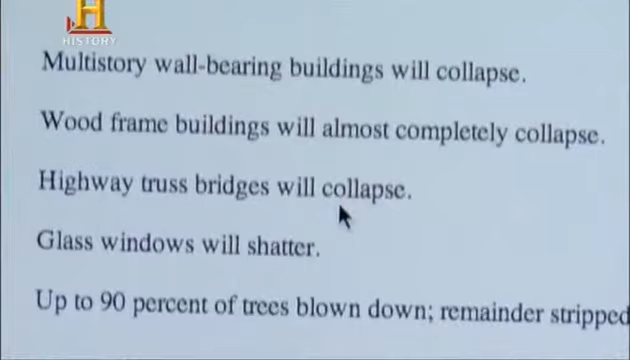 H
HISTORY
Multistory wall-bearing buildings will collapse.
Wood frame buildings will almost completely collapse.
Highway truss bridges will collapse.
Glass windows will shatter.
Up to 90 percent of trees blown down; remainder stripped